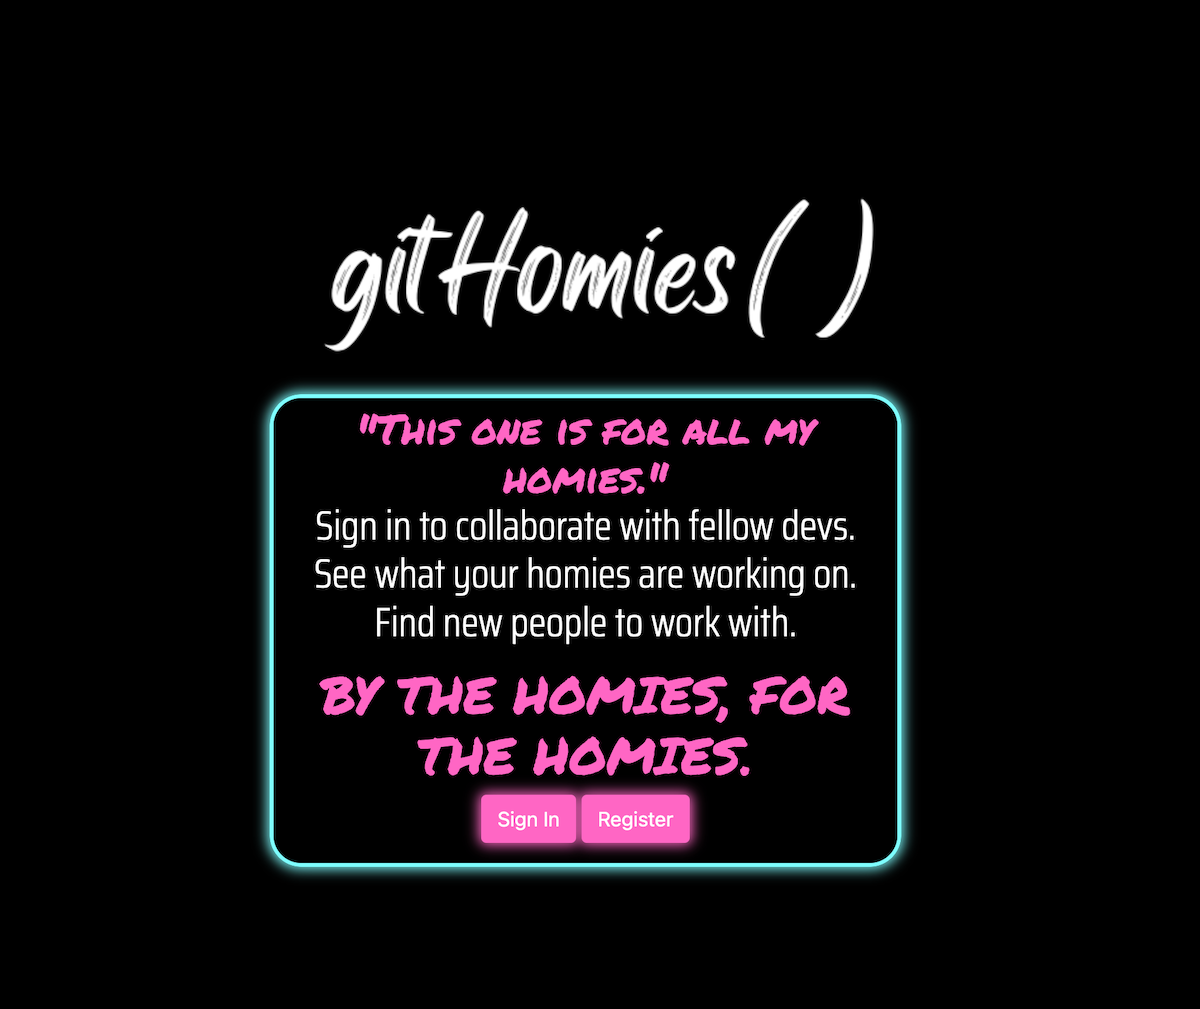 gitHomies( )
"This one is for all my
homies."
Sign in to collaborate with fellow devs.
See what your homies are working on.
Find new people to work with.
BY THE HOMIES, FOR
THE HOMIES.
Sign In Register